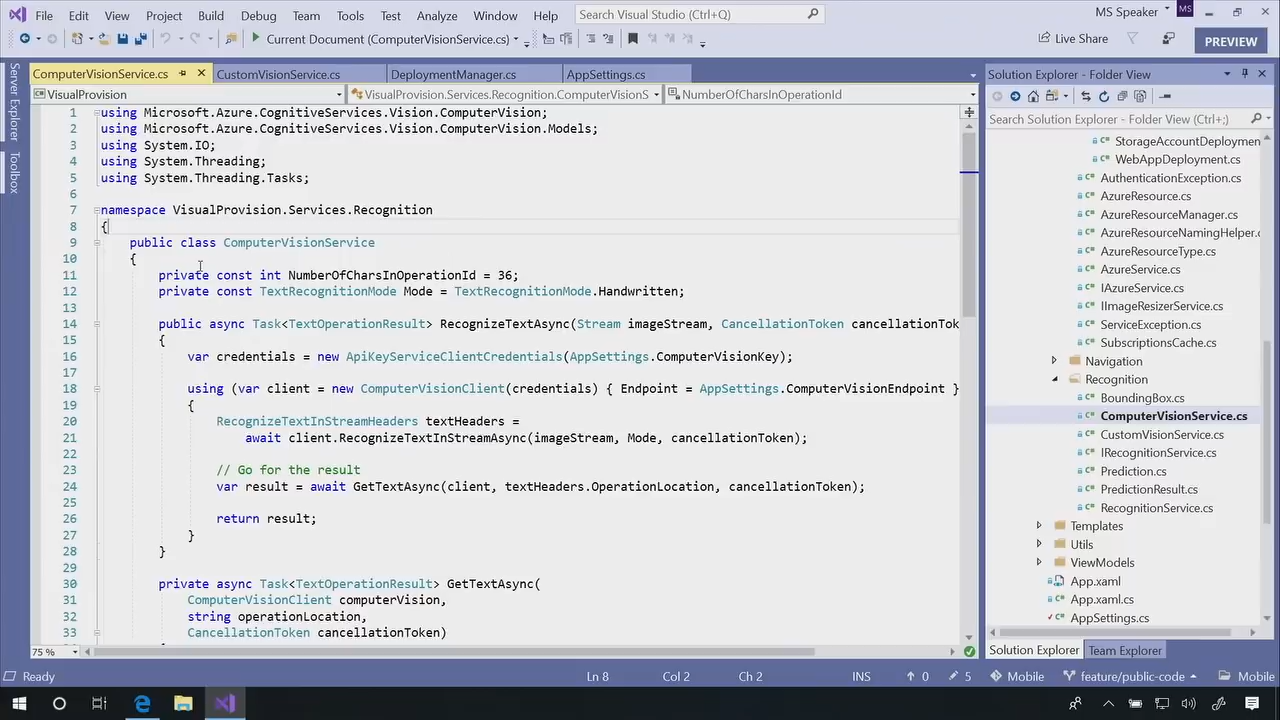 File Edit View Project Build Debug Team Tools Test Analyze Window Help Search Visual Studio (Ctrl+Q) MS Speaker MS
Current Document (ComputerVisionService.cs) Live Share PREVIEW
Server Explorer
Toolbox
ComputerVisionService.cs CustomVisionService.cs DeploymentManager.cs AppSettings.cs
VisualProvision VisualProvision.Services.Recognition.ComputerVisionS NumberOfCharsInOperationId
1 using Microsoft.Azure.CognitiveServices.Vision.ComputerVision;
2 using Microsoft.Azure.CognitiveServices.Vision.ComputerVision.Models;
3 using System.IO;
4 using System.Threading;
5 using System.Threading.Tasks;
6
7 namespace VisualProvision.Services.Recognition
8 {
9 public class ComputerVisionService
10 {
11 private const int NumberOfCharsInOperationId = 36;
12 private const TextRecognitionMode Mode = TextRecognitionMode.Handwritten;
13
14 public async Task<TextOperationResult> RecognizeTextAsync(Stream imageStream, CancellationToken cancellationTok
15 {
16 var credentials = new ApiKeyServiceClientCredentials(AppSettings.ComputerVisionKey);
17
18 using (var client = new ComputerVisionClient(credentials) { Endpoint = AppSettings.ComputerVisionEndpoint }
19 {
20 RecognizeTextInStreamHeaders textHeaders =
21 await client.RecognizeTextInStreamAsync(imageStream, Mode, cancellationToken);
22
23 // Go for the result
24 var result = await GetTextAsync(client, textHeaders.OperationLocation, cancellationToken);
25
26 return result;
27 }
28 }
29
30 private async Task<TextOperationResult> GetTextAsync(
31 ComputerVisionClient computerVision,
32 string operationLocation,
33 CancellationToken cancellationToken)
75 %
Solution Explorer - Folder View
Search Solution Explorer - Folder View (Ctrl+;)
StorageAccountDeploymen
WebAppDeployment.cs
AuthenticationException.cs
AzureResource.cs
AzureResourceManager.cs
AzureResourceNamingHelper.c
AzureResourceType.cs
AzureService.cs
IAzureService.cs
IImageResizerService.cs
ServiceException.cs
SubscriptionsCache.cs
Navigation
Recognition
BoundingBox.cs
ComputerVisionService.cs
CustomVisionService.cs
IRecognitionService.cs
Prediction.cs
PredictionResult.cs
RecognitionService.cs
Templates
Utils
ViewModels
App.xaml
App.xaml.cs
AppSettings.cs
Solution Explorer Team Explorer
Ready Ln 8 Col 2 Ch 2 INS 0 5 Mobile feature/public-code Mobile